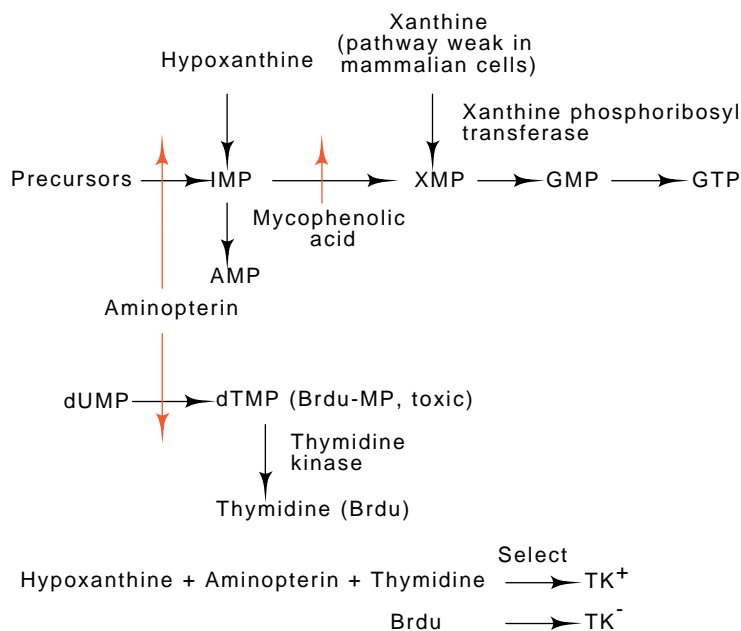 Xanthine
(pathway weak in
mammalian cells)
Hypoxanthine
Xanthine phosphoribosyl
transferase
Precursors IMP XMP GMP GTP
Mycophenolic
acid
AMP
Aminopterin
dUMP dTMP (Brdu-MP, toxic)
Thymidine
kinase
Thymidine (Brdu)
Select
Hypoxanthine + Aminopterin + Thymidine TK+
Brdu TK-